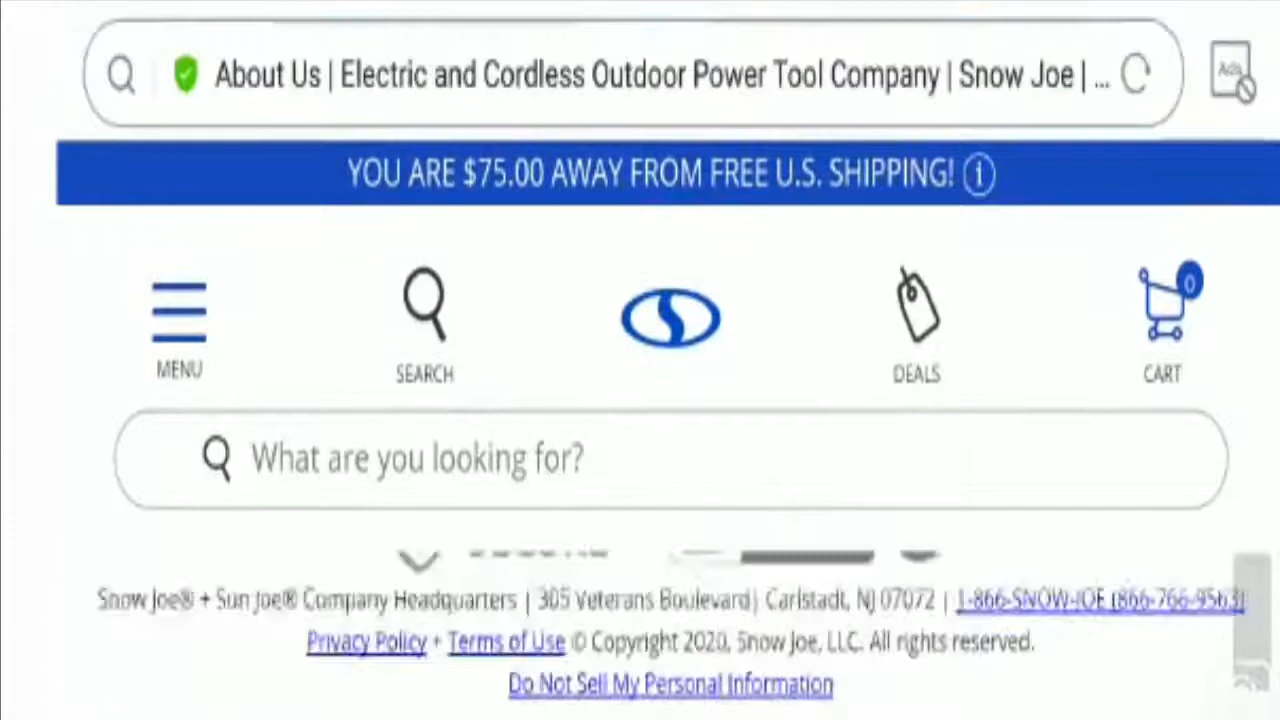 About Us | Electric and Cordless Outdoor Power Tool Company | Snow Joe | ...
Ads
YOU ARE $75.00 AWAY FROM FREE U.S. SHIPPING! i
0
MENU
SEARCH
DEALS
CART
What are you looking for?
Snow Joe® + Sun Joe® Company Headquarters | 305 Veterans Boulevard| Carlstadt, NJ 07072 | 1-866-SNOW-JOE (866-766-9563)
Privacy Policy + Terms of Use © Copyright 2020, Snow Joe, LLC. All rights reserved.
Do Not Sell My Personal Information